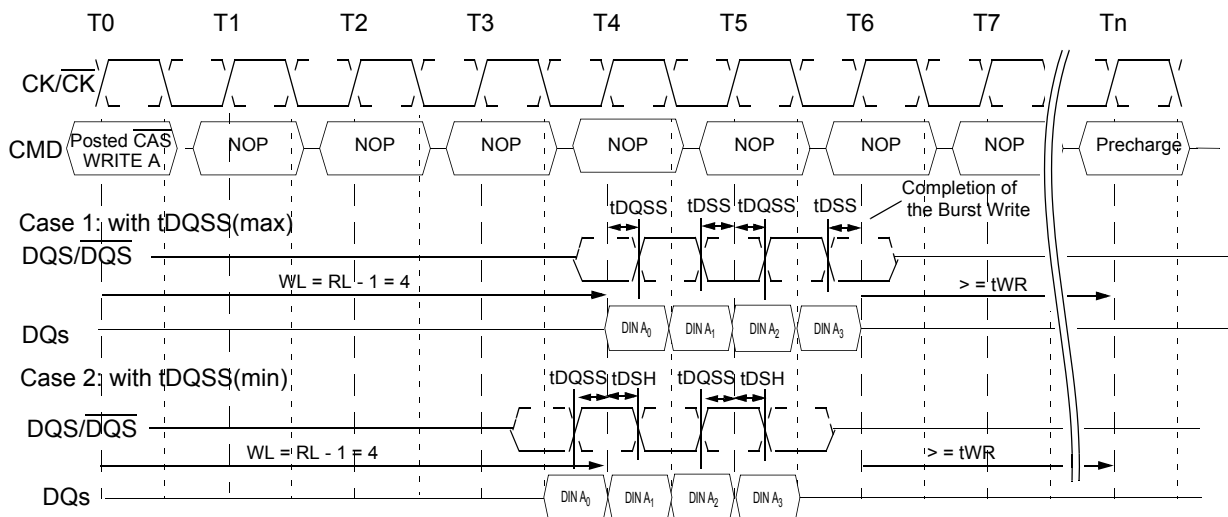 T0 T1 T2 T3 T4 T5 T6 T7 Tn
CK/CK
CMD
Posted CAS
WRITE A
NOP NOP NOP NOP NOP NOP NOP Precharge
Completion of
the Burst Write
tDQSS tDSS tDQSS tDSS
Case 1: with tDQSS(max)
DQS/DQS
WL = RL - 1 = 4
> = tWR
DQs
DIN A0 DIN A1 DIN A2 DIN A3
Case 2: with tDQSS(min)
tDQSS tDSH tDQSS tDSH
DQS/DQS
WL = RL - 1 = 4
> = tWR
DQs
DIN A0 DIN A1 DIN A2 DIN A3